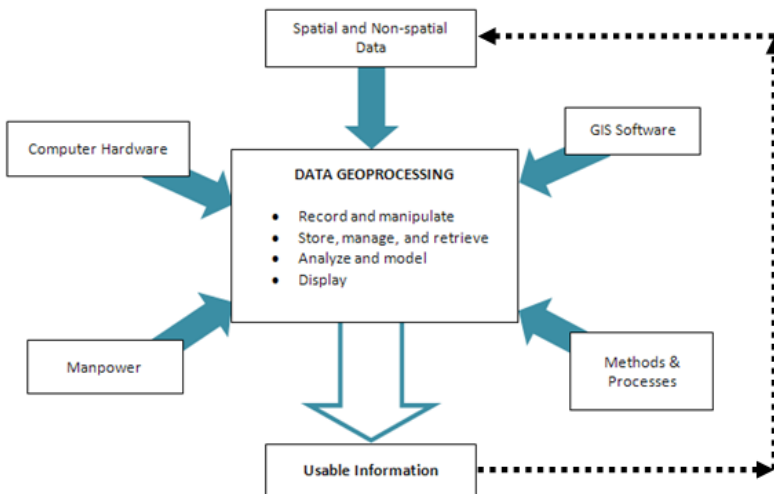 Spatial and Non-spatial
Data
Computer Hardware
GIS Software
DATA GEOPROCESSING
• Record and manipulate
• Store, manage, and retrieve
• Analyze and model
• Display
Manpower
Methods &
Processes
Usable Information